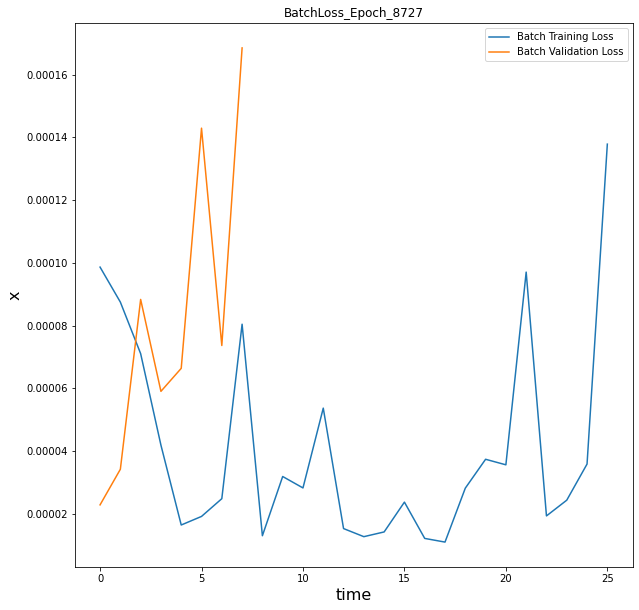 BatchLoss_Epoch_8727
Batch Training Loss
Batch Validation Loss
0.00016
0.00014
0.00012
0.00010
0.00008
0.00006
0.00004
0.00002
x
0 5 10 15 20 25
time